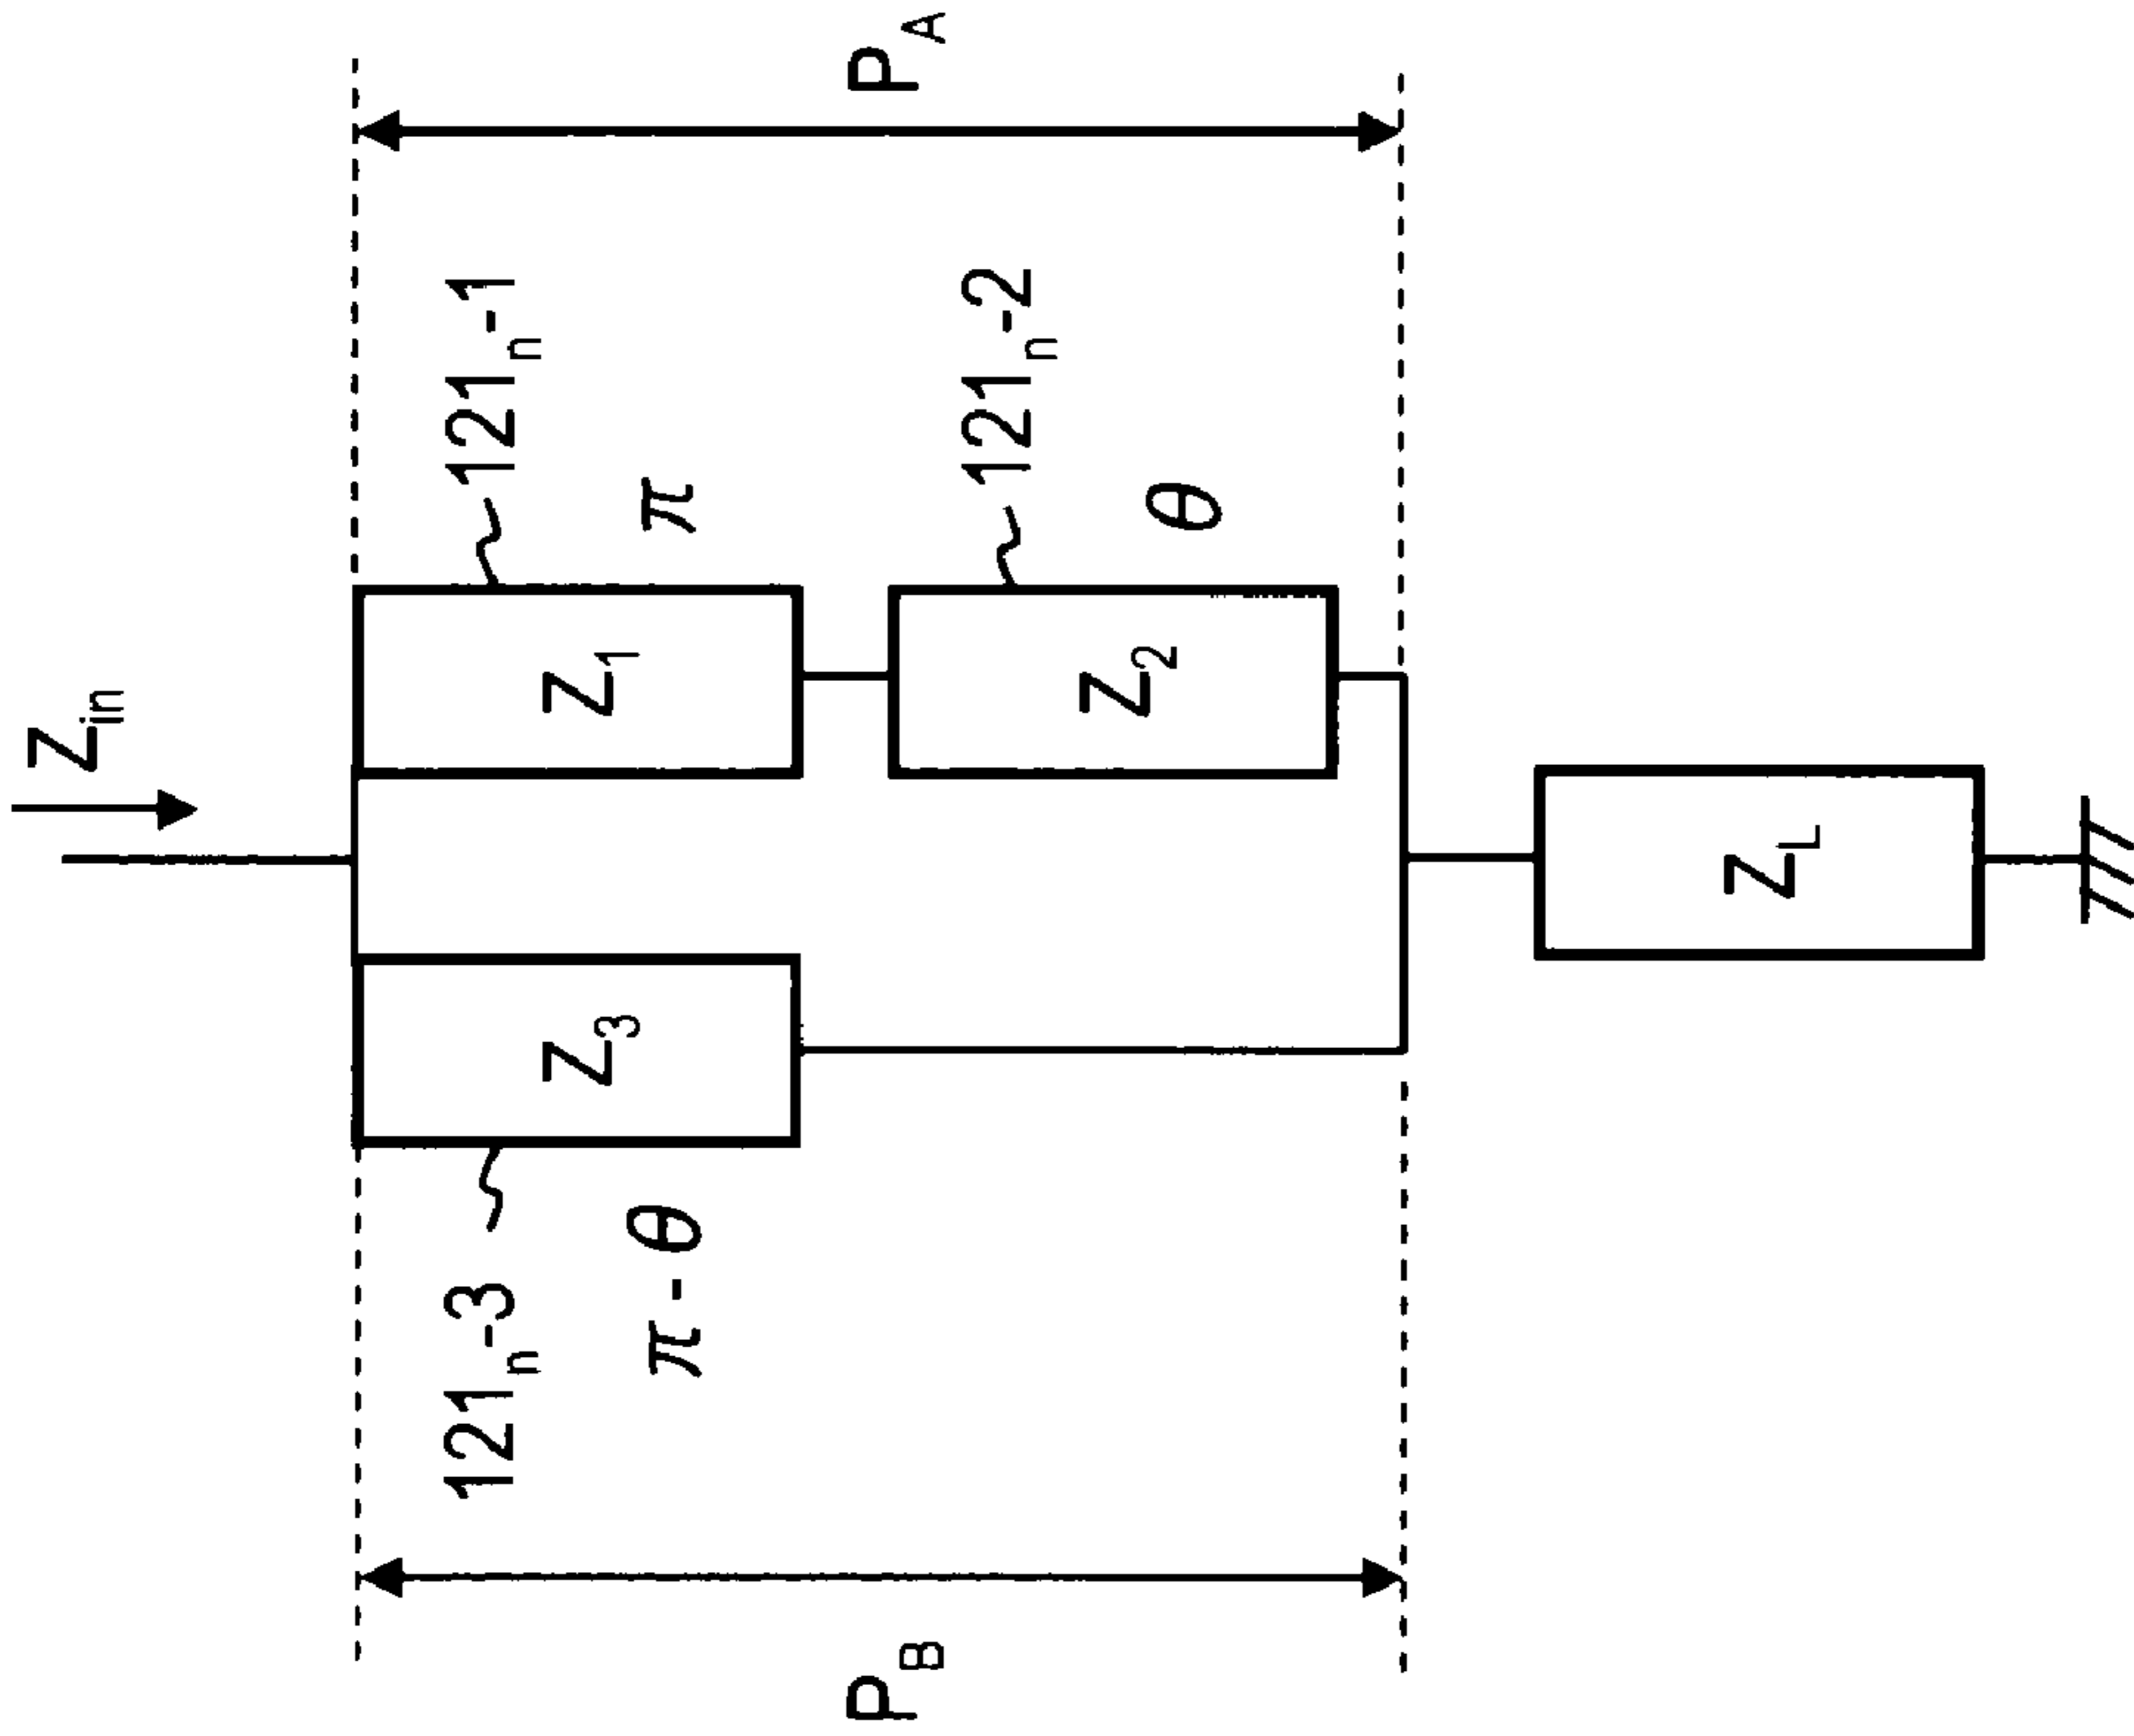 Z_in
P_B
P_A
121_n-3
π - θ
Z_3
Z_1
121_n-1
π
Z_2
121_n-2
θ
Z_L